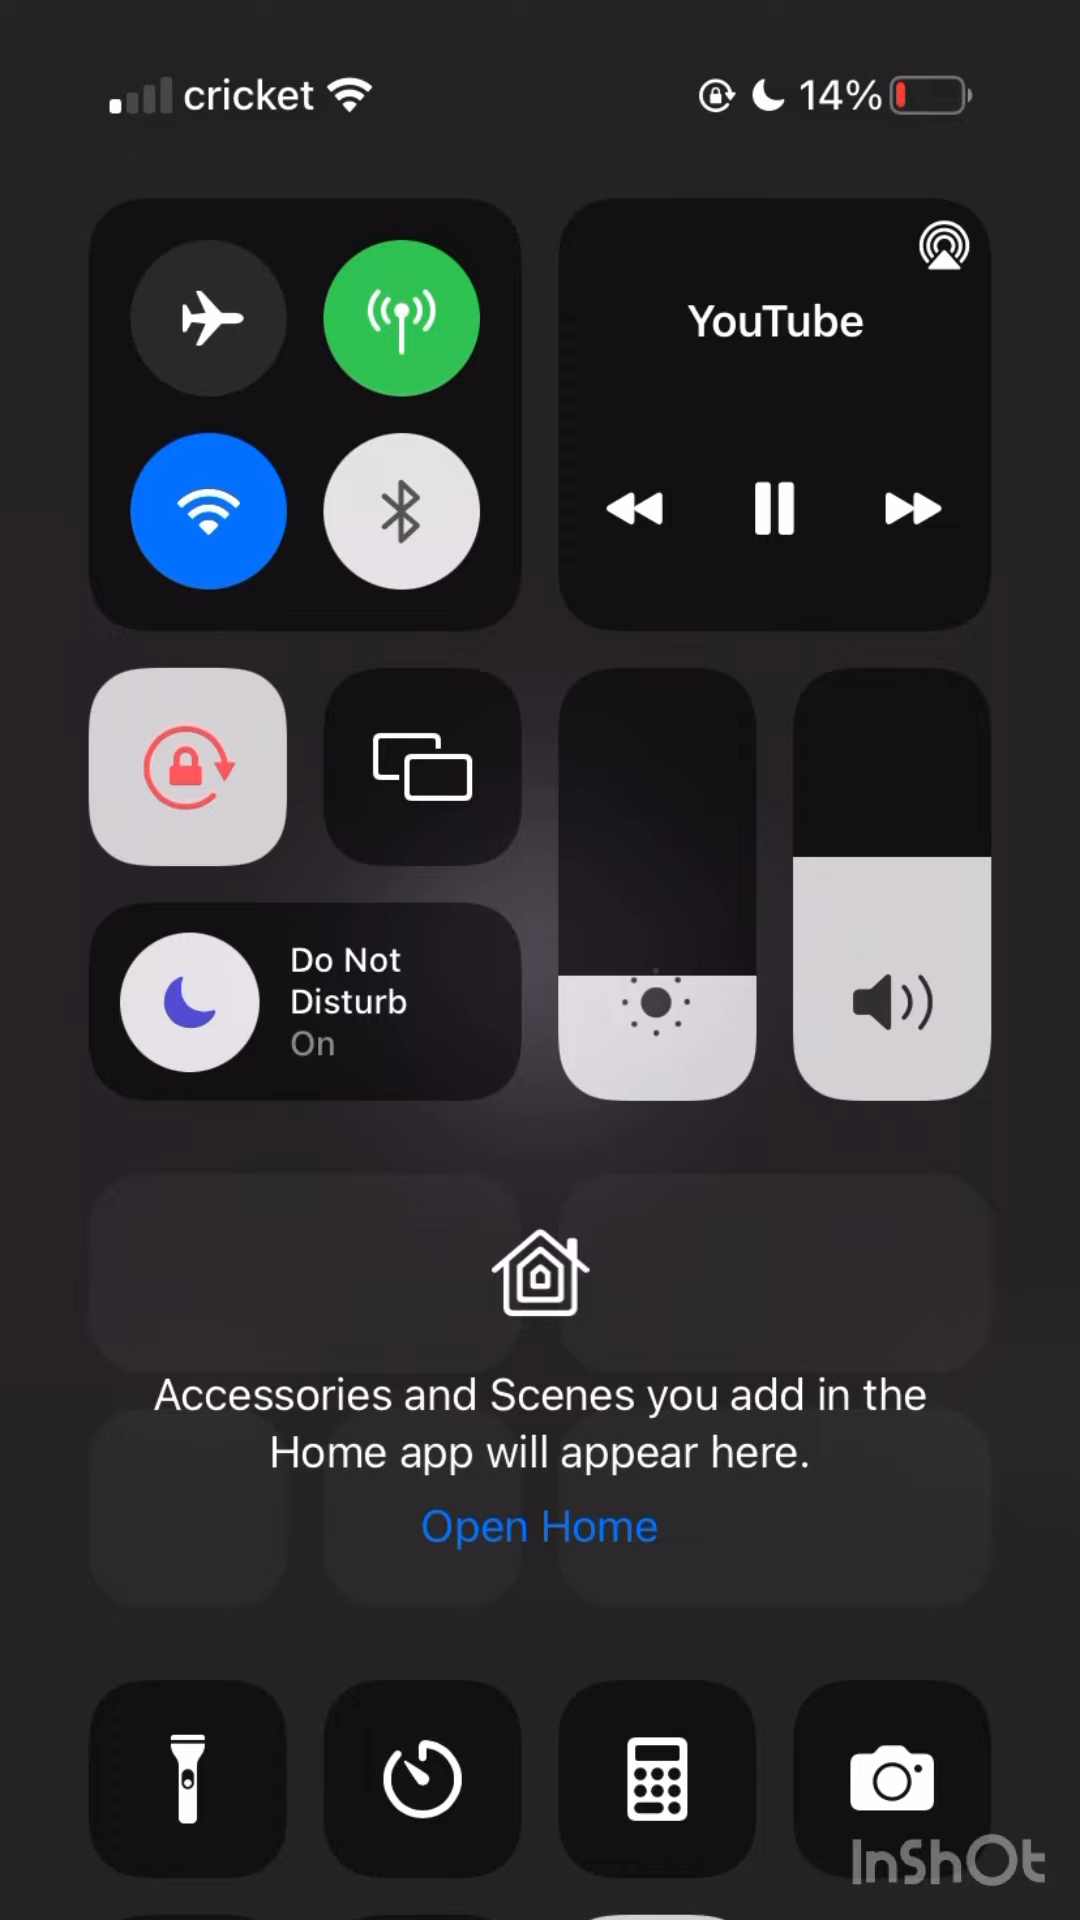 cricket
14%
YouTube
Do Not
Disturb
On
Accessories and Scenes you add in the
Home app will appear here.
Open Home
InShOt